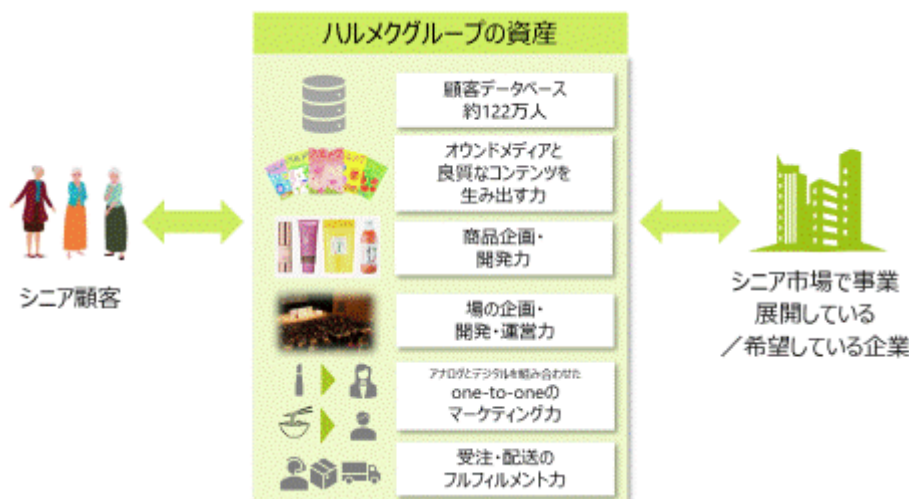 ハルメクグループの資産
顧客データベース
約122万人
オウンドメディアと
良質なコンテンツを
生み出す力
商品企画・
開発力
場の企画・
開発・運営力
アナログとデジタルを組み合わせた
one-to-oneの
マーケティング力
受注・配送の
フルフィルメント力
シニア顧客
シニア市場で事業
展開している
／希望している企業